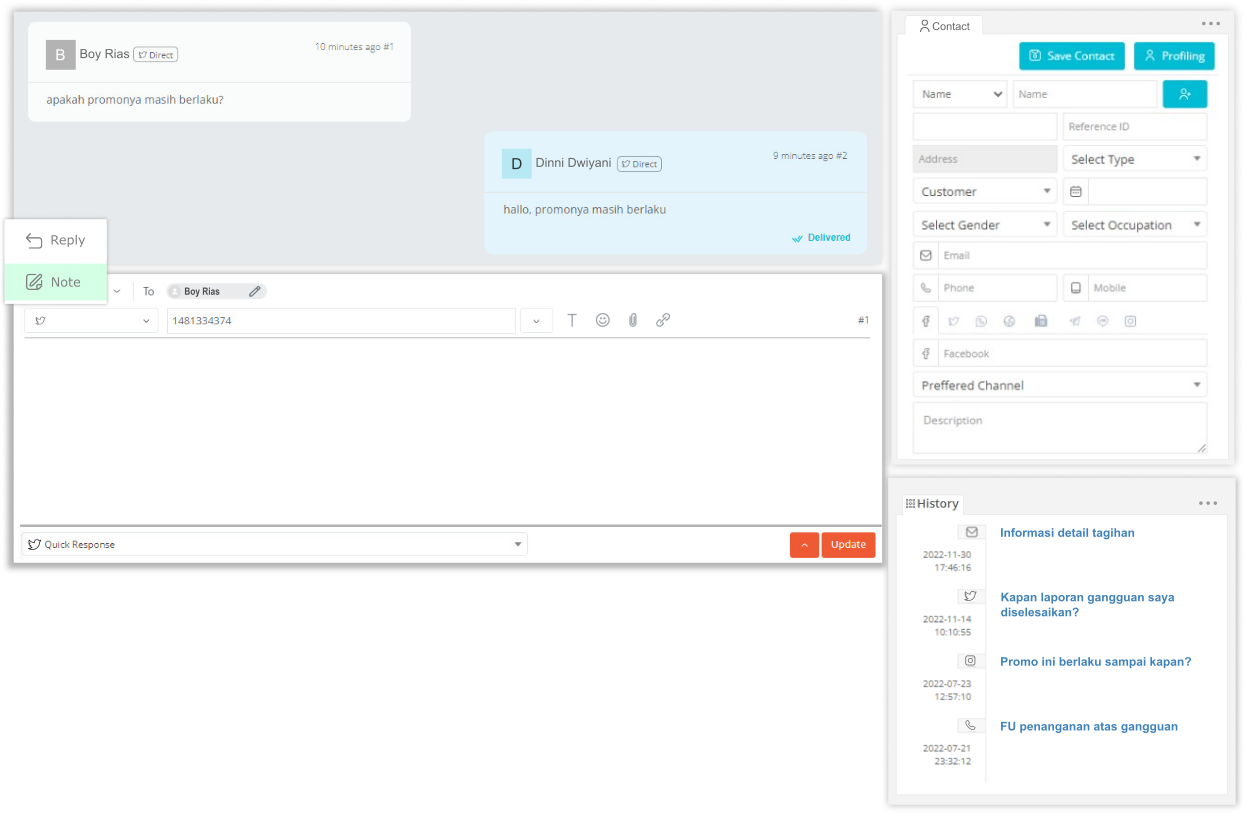 B Boy Rias Direct 10 minutes ago #1
apakah promonya masih berlaku?
D Dinni Dwiyani Direct 9 minutes ago #2
hallo, promonya masih berlaku
Delivered
Reply
Note
To Boy Rias
1481334374 T #1
Quick Response Update
Contact
Save Contact Profiling
Name Name
Reference ID
Address Select Type
Customer
Select Gender Select Occupation
Email
Phone Mobile
Facebook
Preffered Channel
Description
History
Informasi detail tagihan
2022-11-30
17:46:16
Kapan laporan gangguan saya
diselesaikan?
2022-11-14
10:10:55
Promo ini berlaku sampai kapan?
2022-07-23
12:57:10
FU penanganan atas gangguan
2022-07-21
23:32:12